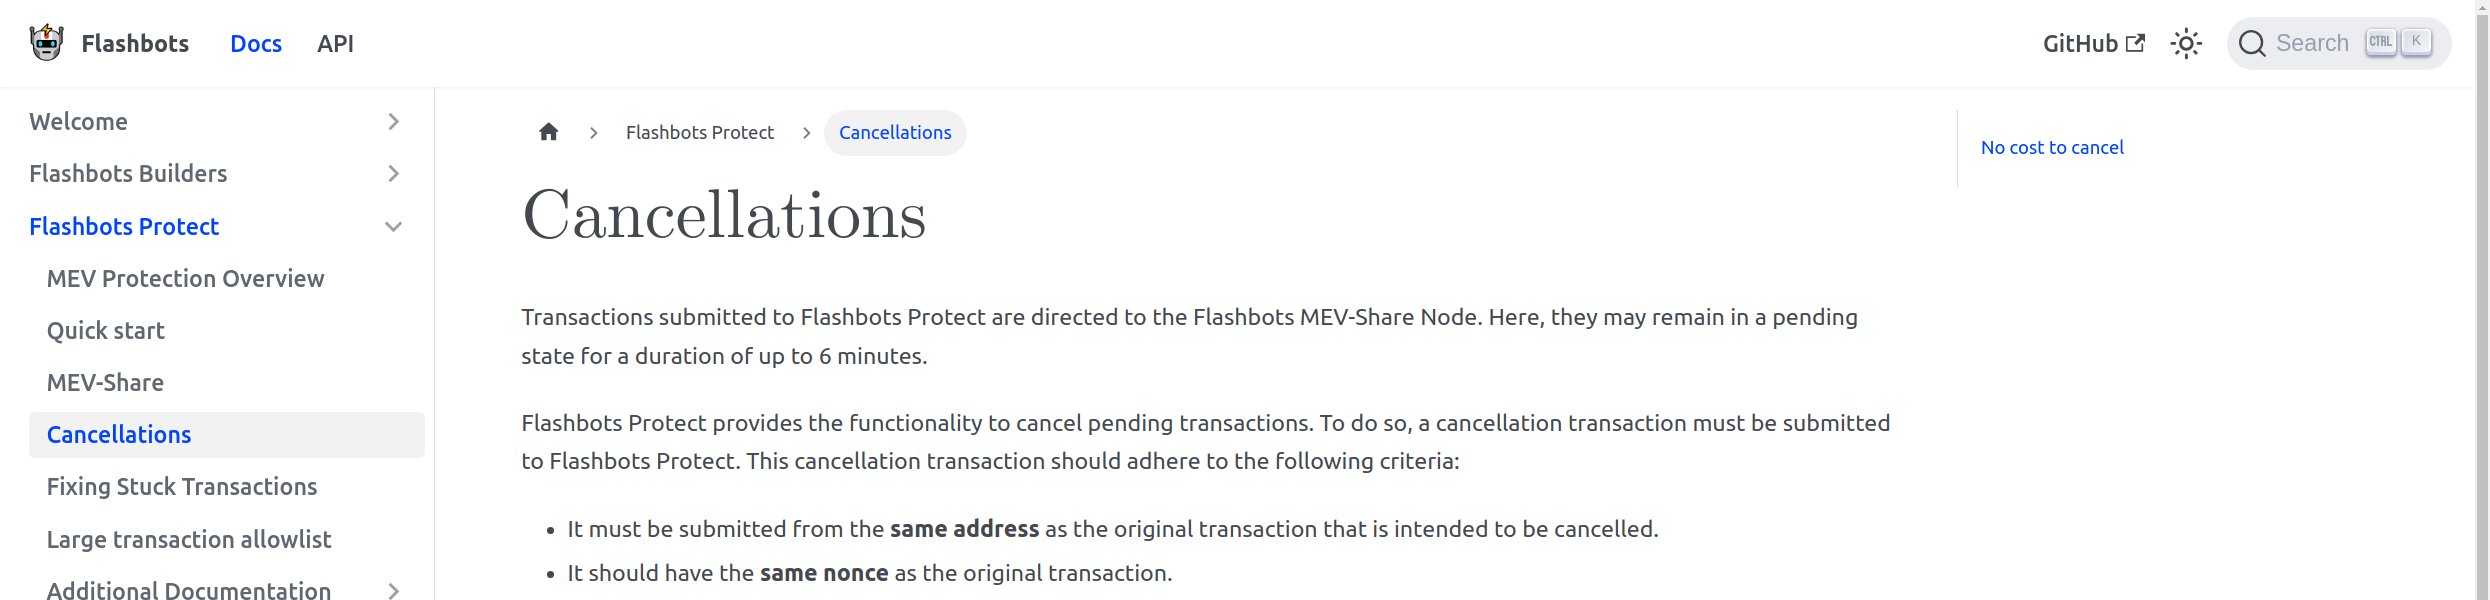 Flashbots Docs API GitHub Search CTRL K
Welcome
Flashbots Builders
Flashbots Protect
MEV Protection Overview
Quick start
MEV-Share
Cancellations
Fixing Stuck Transactions
Large transaction allowlist
Additional Documentation
Flashbots Protect Cancellations
Cancellations
Transactions submitted to Flashbots Protect are directed to the Flashbots MEV-Share Node. Here, they may remain in a pending
state for a duration of up to 6 minutes.
Flashbots Protect provides the functionality to cancel pending transactions. To do so, a cancellation transaction must be submitted
to Flashbots Protect. This cancellation transaction should adhere to the following criteria:
• It must be submitted from the same address as the original transaction that is intended to be cancelled.
• It should have the same nonce as the original transaction.
No cost to cancel